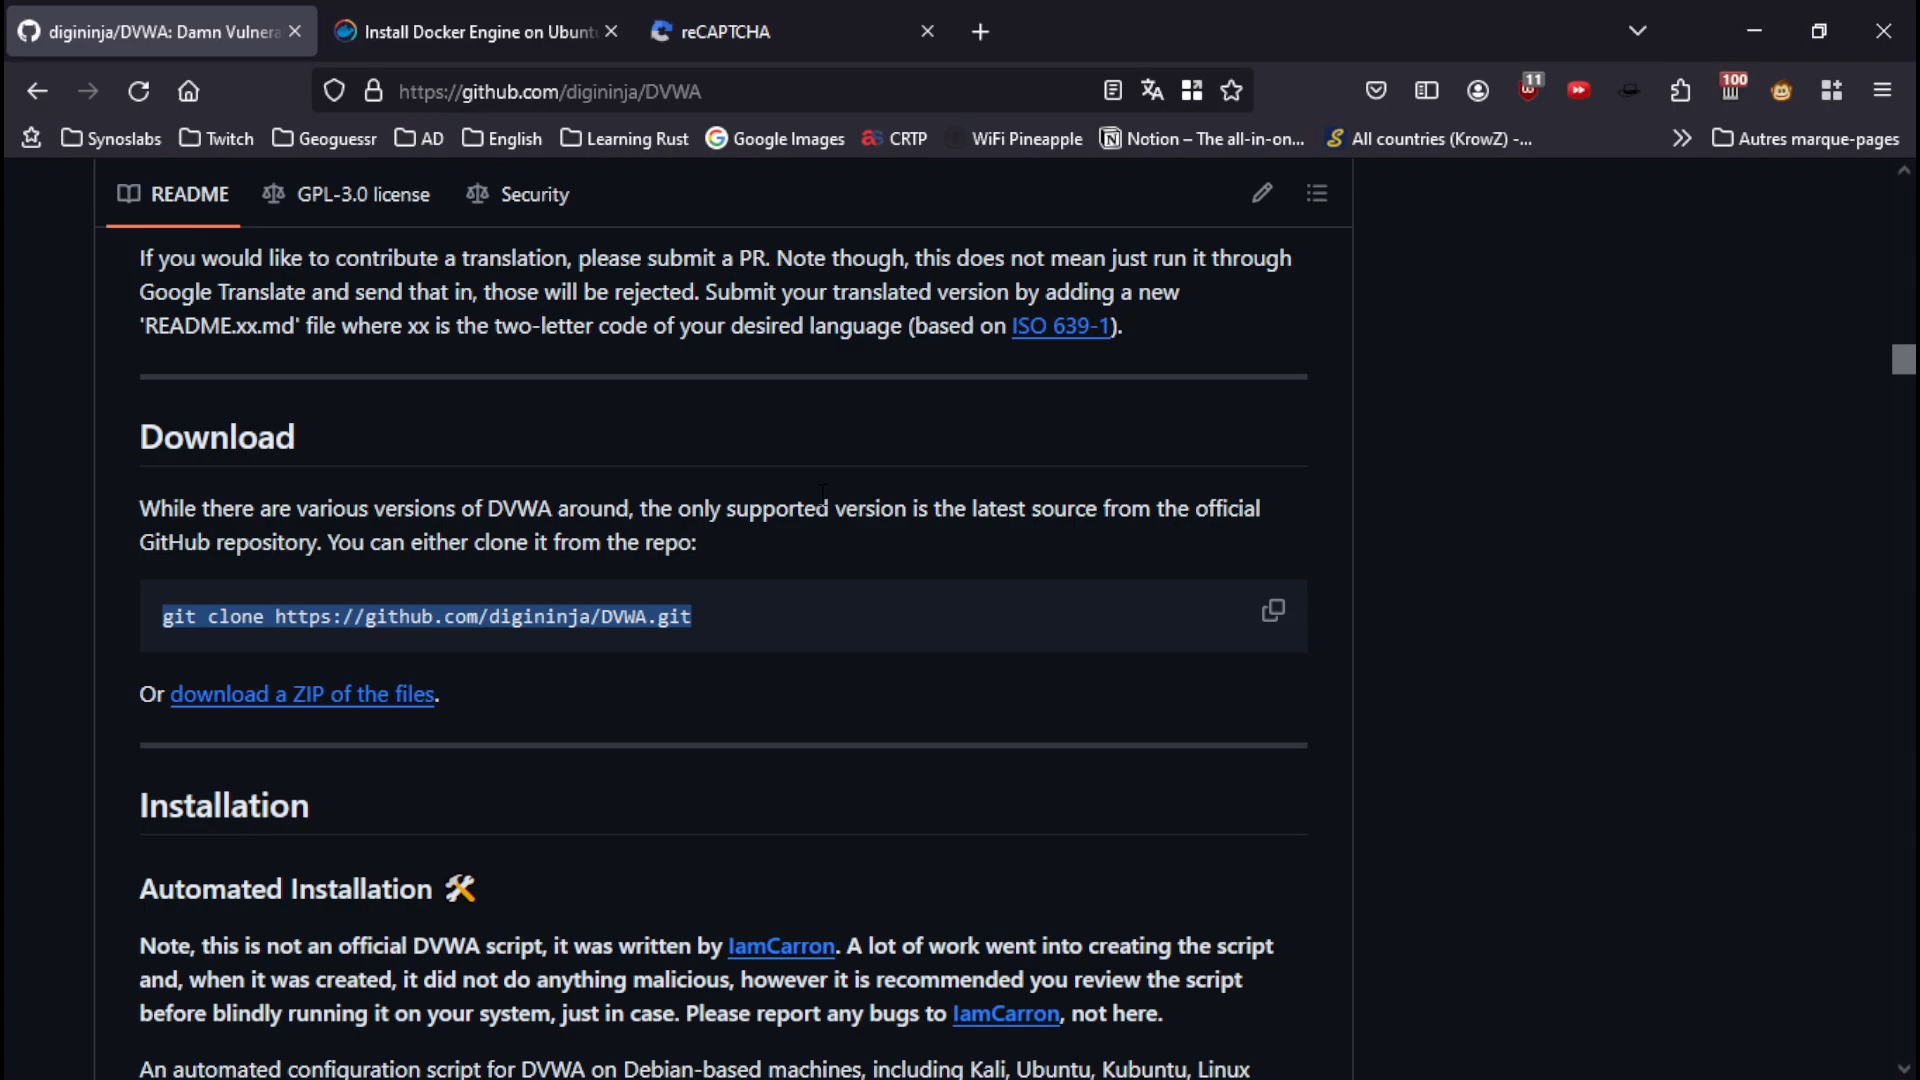 digininja/DVWA: Damn Vulnera
Install Docker Engine on Ubunt
reCAPTCHA
https://github.com/digininja/DVWA
11
100
Synoslabs
Twitch
Geoguessr
AD
English
Learning Rust
Google Images
CRTP
WiFi Pineapple
Notion – The all-in-on...
All countries (KrowZ) -...
Autres marque-pages
README
GPL-3.0 license
Security
If you would like to contribute a translation, please submit a PR. Note though, this does not mean just run it through
Google Translate and send that in, those will be rejected. Submit your translated version by adding a new
'README.xx.md' file where xx is the two-letter code of your desired language (based on ISO 639-1).
Download
While there are various versions of DVWA around, the only supported version is the latest source from the official
GitHub repository. You can either clone it from the repo:
git clone https://github.com/digininja/DVWA.git
Or download a ZIP of the files.
Installation
Automated Installation 🛠️
Note, this is not an official DVWA script, it was written by IamCarron. A lot of work went into creating the script
and, when it was created, it did not do anything malicious, however it is recommended you review the script
before blindly running it on your system, just in case. Please report any bugs to IamCarron, not here.
An automated configuration script for DVWA on Debian-based machines, including Kali, Ubuntu, Kubuntu, Linux